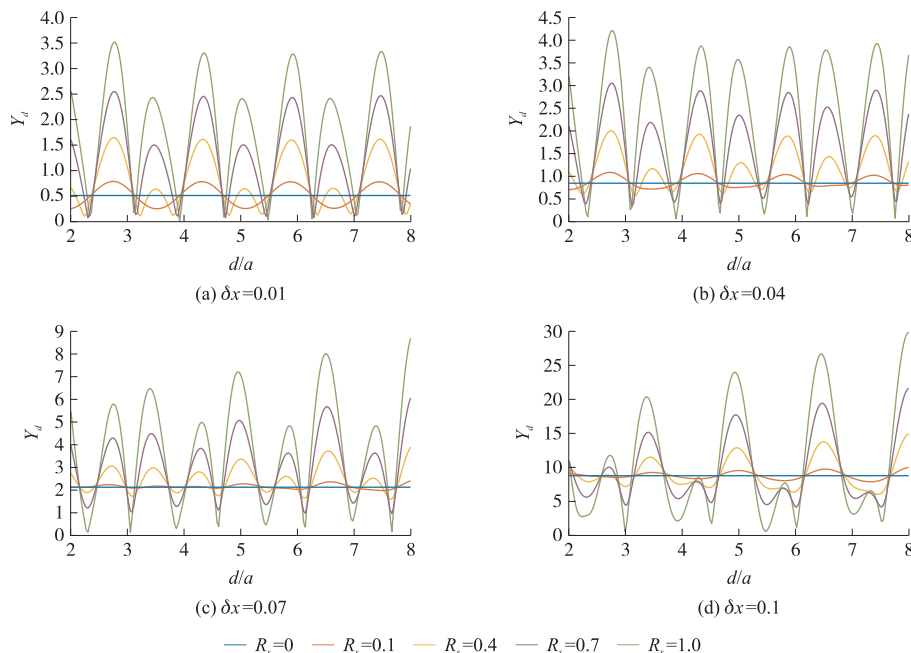 4.0
3.5
3.0
2.5
2.0
1.5
1.0
0.5
0
Y_d
2 3 4 5 6 7 8
d/a
(a) δx=0.01
4.5
4.0
3.5
3.0
2.5
2.0
1.5
1.0
0.5
0
Y_d
2 3 4 5 6 7 8
d/a
(b) δx=0.04
9
8
7
6
5
4
3
2
1
0
Y_d
2 3 4 5 6 7 8
d/a
(c) δx=0.07
30
25
20
15
10
5
0
Y_d
2 3 4 5 6 7 8
d/a
(d) δx=0.1
R_s=0 R_s=0.1 R_s=0.4 R_s=0.7 R_s=1.0